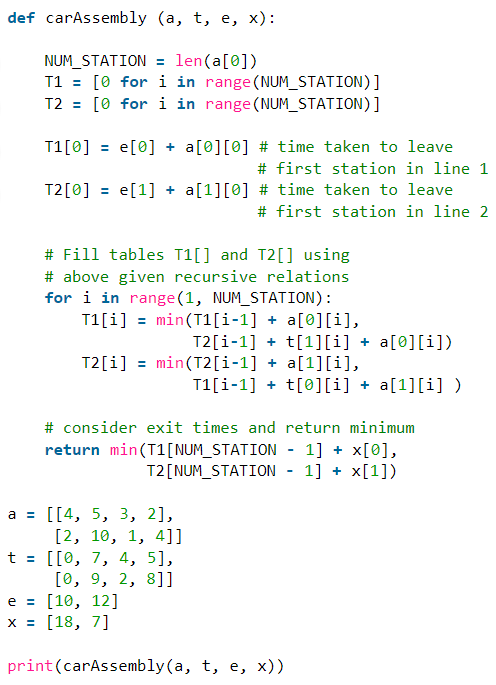 def carAssembly (a, t, e, x):
NUM_STATION = len(a[0])
T1 = [0 for i in range(NUM_STATION)]
T2 = [0 for i in range(NUM_STATION)]
T1[0] = e[0] + a[0][0] # time taken to leave
# first station in line 1
T2[0] = e[1] + a[1][0] # time taken to leave
# first station in line 2
# Fill tables T1[] and T2[] using
# above given recursive relations
for i in range(1, NUM_STATION):
T1[i] = min(T1[i-1] + a[0][i],
T2[i-1] + t[1][i] + a[0][i])
T2[i] = min(T2[i-1] + a[1][i],
T1[i-1] + t[0][i] + a[1][i] )
# consider exit times and return minimum
return min(T1[NUM_STATION - 1] + x[0],
T2[NUM_STATION - 1] + x[1])
a = [[4, 5, 3, 2],
[2, 10, 1, 4]]
t = [[0, 7, 4, 5],
[0, 9, 2, 8]]
e = [10, 12]
x = [18, 7]
print(carAssembly(a, t, e, x))